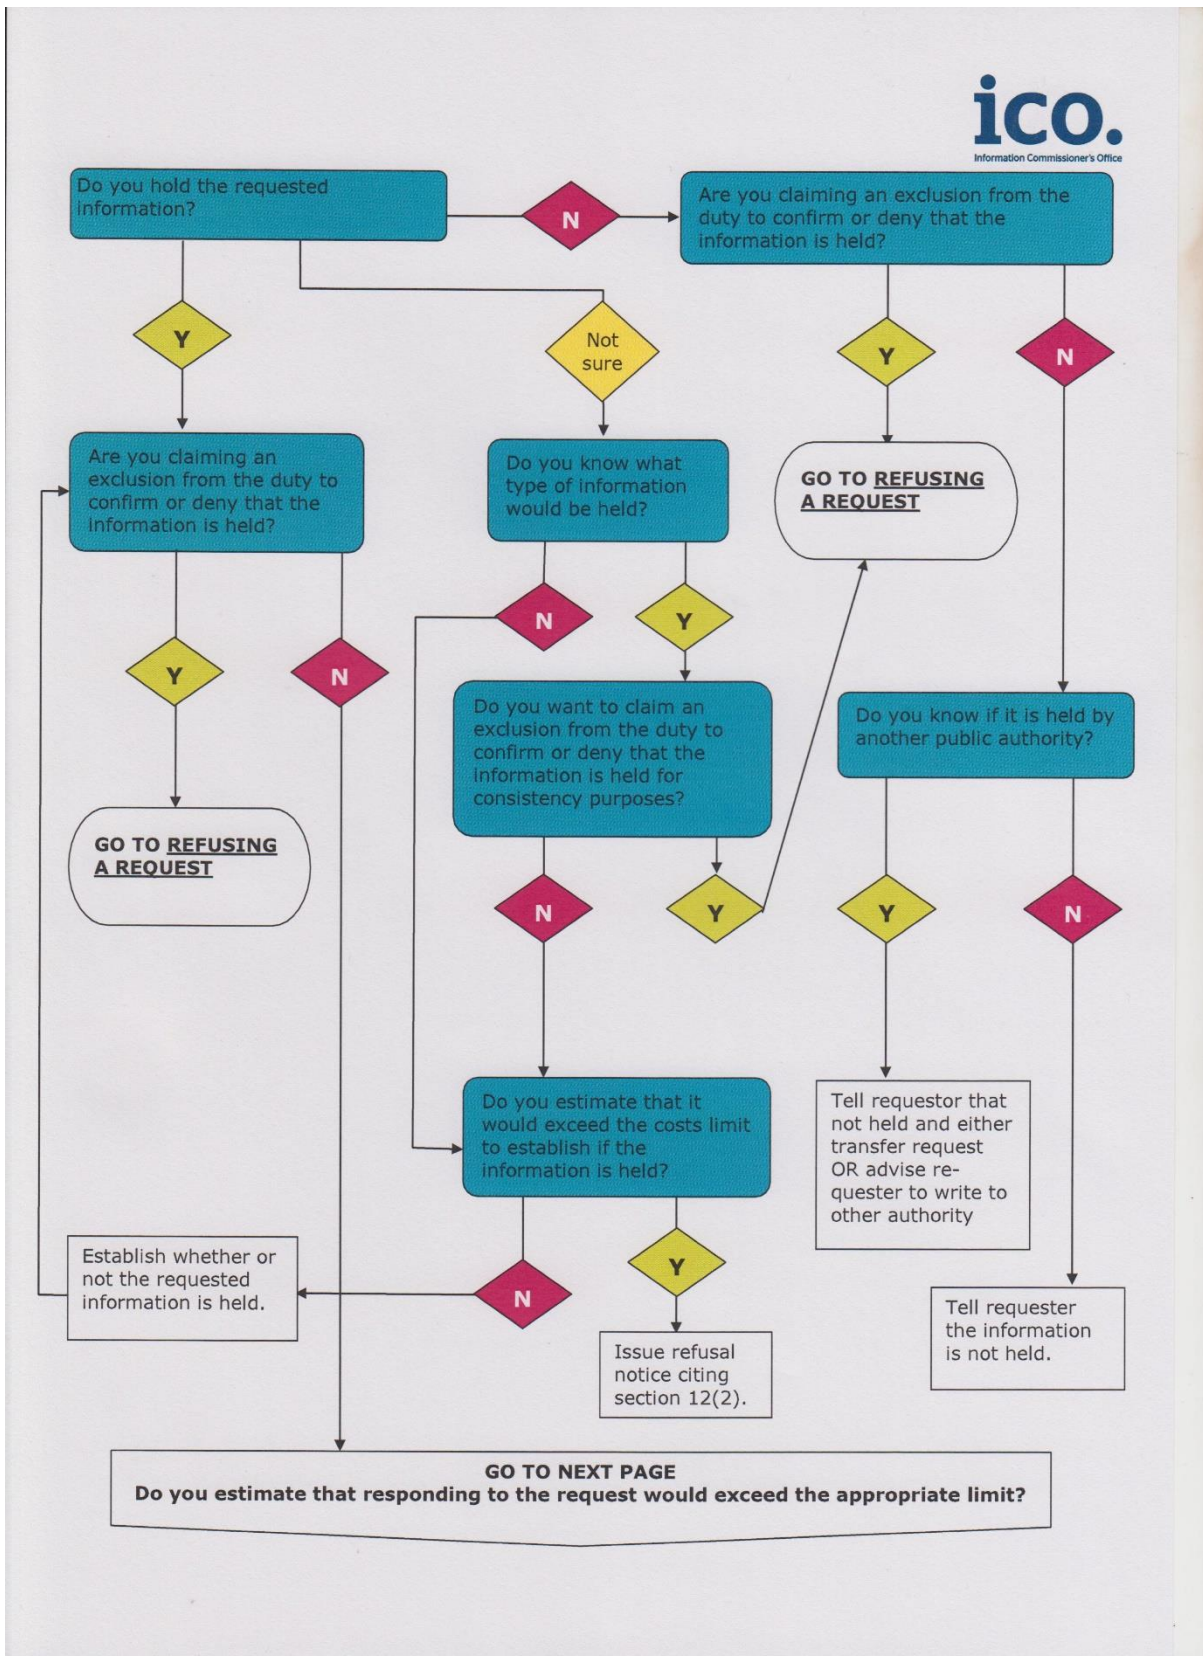 ico.
Information Commissioner's Office
Do you hold the requested
information?
N
Are you claiming an exclusion from the
duty to confirm or deny that the
information is held?
Y
Not
sure
Y
N
Are you claiming an
exclusion from the duty to
confirm or deny that the
information is held?
Do you know what
type of information
would be held?
GO TO REFUSING
A REQUEST
N
Y
Y
N
Do you want to claim an
exclusion from the duty to
confirm or deny that the
information is held for
consistency purposes?
Do you know if it is held by
another public authority?
GO TO REFUSING
A REQUEST
N
Y
Y
N
Do you estimate that it
would exceed the costs limit
to establish if the
information is held?
Tell requestor that
not held and either
transfer request
OR advise re-
quester to write to
other authority
Establish whether or
not the requested
information is held.
N
Y
Tell requester
the information
is not held.
Issue refusal
notice citing
section 12(2).
GO TO NEXT PAGE
Do you estimate that responding to the request would exceed the appropriate limit?